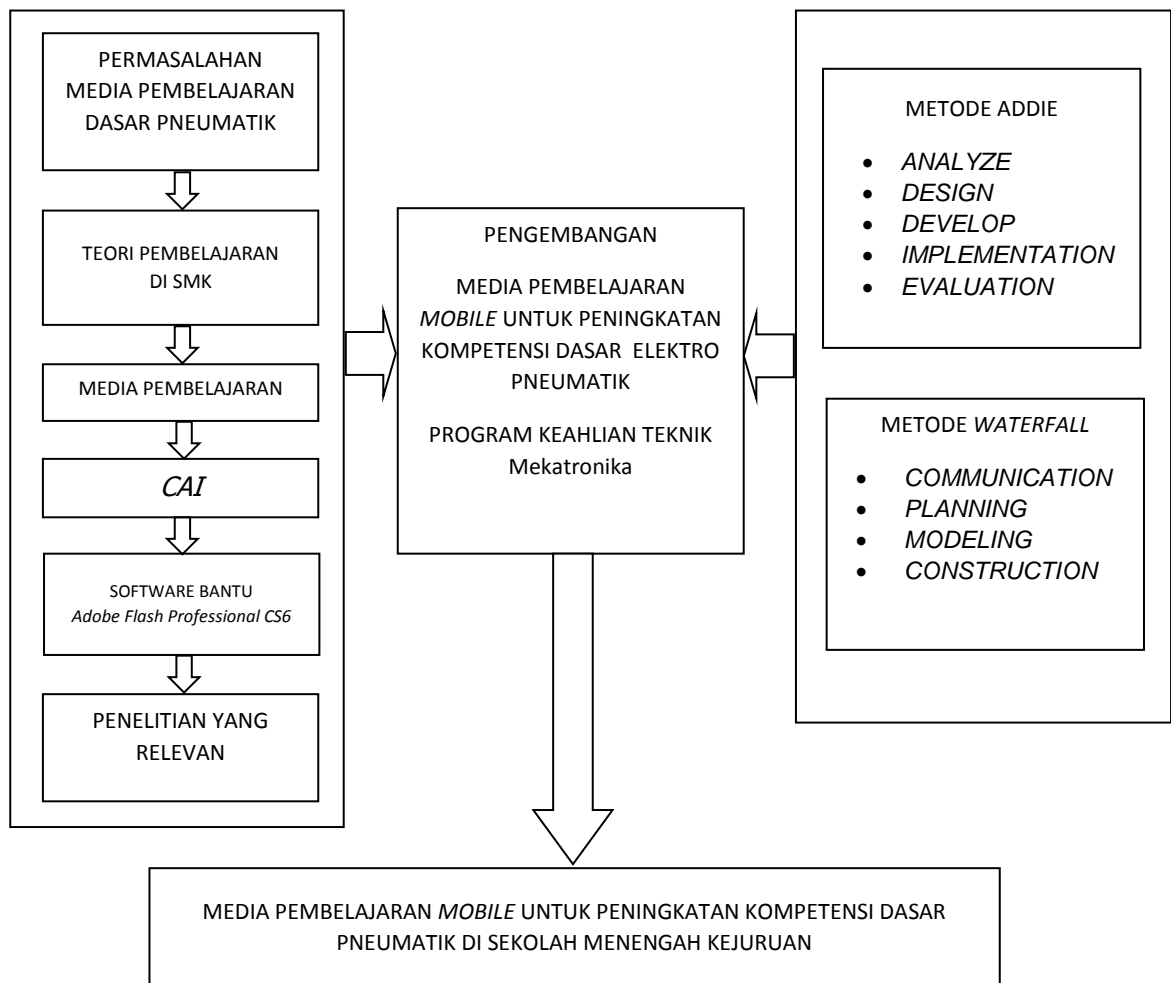 PERMASALAHAN
MEDIA PEMBELAJARAN
DASAR PNEUMATIK
TEORI PEMBELAJARAN
DI SMK
MEDIA PEMBELAJARAN
CAI
SOFTWARE BANTU
Adobe Flash Professional CS6
PENELITIAN YANG
RELEVAN
PENGEMBANGAN
MEDIA PEMBELAJARAN
MOBILE UNTUK PENINGKATAN
KOMPETENSI DASAR ELEKTRO
PNEUMATIK
PROGRAM KEAHLIAN TEKNIK
Mekatronika
METODE ADDIE
• ANALYZE
• DESIGN
• DEVELOP
• IMPLEMENTATION
• EVALUATION
METODE WATERFALL
• COMMUNICATION
• PLANNING
• MODELING
• CONSTRUCTION
MEDIA PEMBELAJARAN MOBILE UNTUK PENINGKATAN KOMPETENSI DASAR
PNEUMATIK DI SEKOLAH MENENGAH KEJURUAN